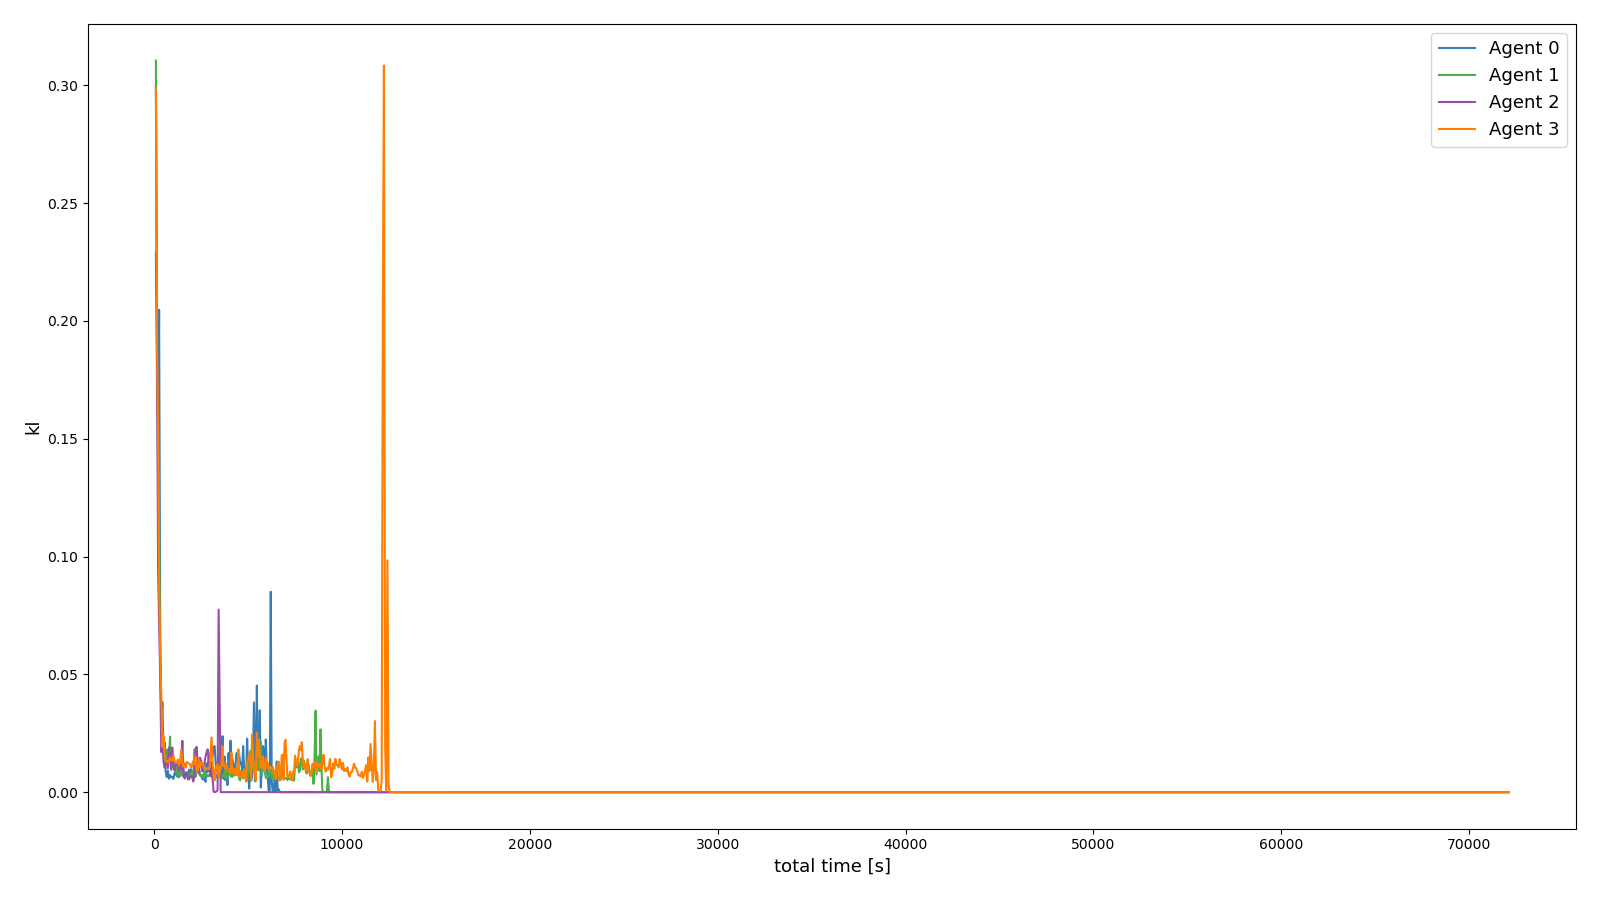 0.30
0.25
0.20
0.15
0.10
0.05
0.00
kl
0 10000 20000 30000 40000 50000 60000 70000
total time [s]
Agent 0
Agent 1
Agent 2
Agent 3